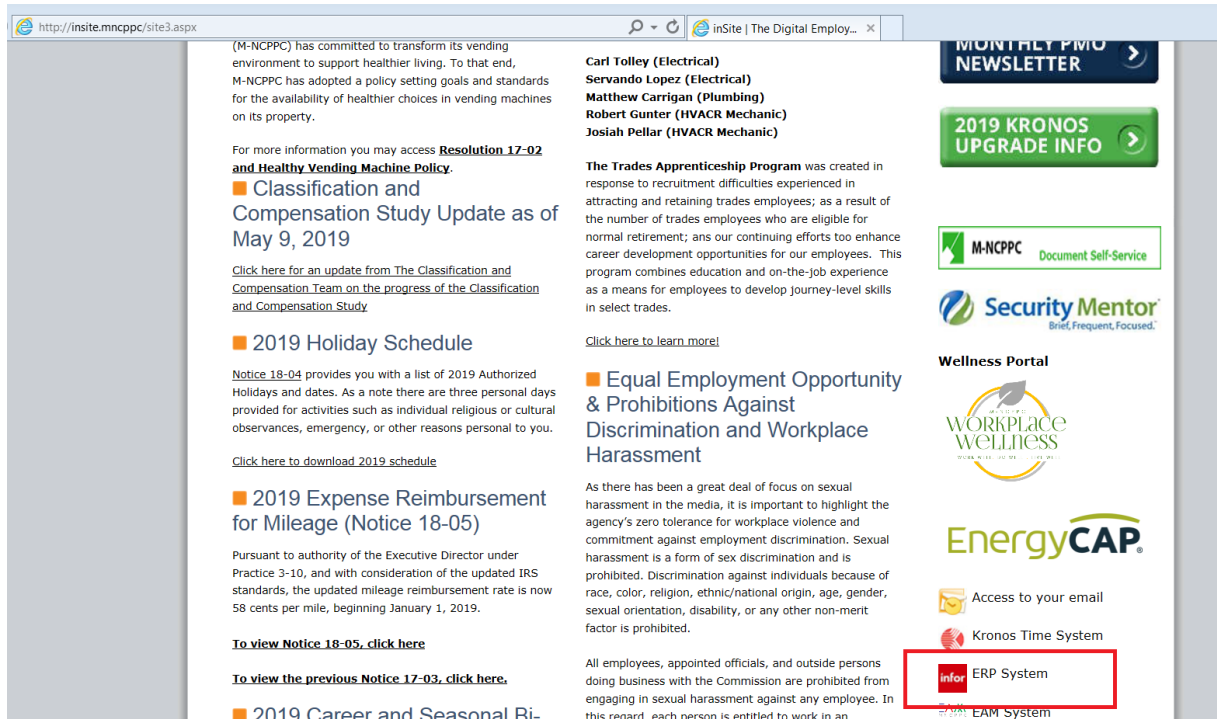 http://insite.mncppc/site3.aspx
inSite | The Digital Employ...
(M-NCPPC) has committed to transform its vending
environment to support healthier living. To that end,
M-NCPPC has adopted a policy setting goals and standards
for the availability of healthier choices in vending machines
on its property.
For more information you may access Resolution 17-02
and Healthy Vending Machine Policy.
Classification and
Compensation Study Update as of
May 9, 2019
Click here for an update from The Classification and
Compensation Team on the progress of the Classification
and Compensation Study
2019 Holiday Schedule
Notice 18-04 provides you with a list of 2019 Authorized
Holidays and dates. As a note there are three personal days
provided for activities such as individual religious or cultural
observances, emergency, or other reasons personal to you.
Click here to download 2019 schedule
2019 Expense Reimbursement
for Mileage (Notice 18-05)
Pursuant to authority of the Executive Director under
Practice 3-10, and with consideration of the updated IRS
standards, the updated mileage reimbursement rate is now
58 cents per mile, beginning January 1, 2019.
To view Notice 18-05, click here
To view the previous Notice 17-03, click here.
2019 Career and Seasonal Bi-
Carl Tolley (Electrical)
Servando Lopez (Electrical)
Matthew Carrigan (Plumbing)
Robert Gunter (HVACR Mechanic)
Josiah Pellar (HVACR Mechanic)
The Trades Apprenticeship Program was created in
response to recruitment difficulties experienced in
attracting and retaining trades employees; as a result of
the number of trades employees who are eligible for
normal retirement; ans our continuing efforts too enhance
career development opportunities for our employees. This
program combines education and on-the-job experience
as a means for employees to develop journey-level skills
in select trades.
Click here to learn more!
Equal Employment Opportunity
& Prohibitions Against
Discrimination and Workplace
Harassment
As there has been a great deal of focus on sexual
harassment in the media, it is important to highlight the
agency's zero tolerance for workplace violence and
commitment against employment discrimination. Sexual
harassment is a form of sex discrimination and is
prohibited. Discrimination against individuals because of
race, color, religion, ethnic/national origin, age, gender,
sexual orientation, disability, or any other non-merit
factor is prohibited.
All employees, appointed officials, and outside persons
doing business with the Commission are prohibited from
engaging in sexual harassment against any employee. In
this regard, each person is entitled to work in an
MONTHLY PMO
NEWSLETTER
2019 KRONOS
UPGRADE INFO
M-NCPPC Document Self-Service
Security Mentor
Brief, Frequent, Focused.
Wellness Portal
WORKPLACE
WELLNESS
EnergyCAP.
Access to your email
Kronos Time System
infor ERP System
EAM System